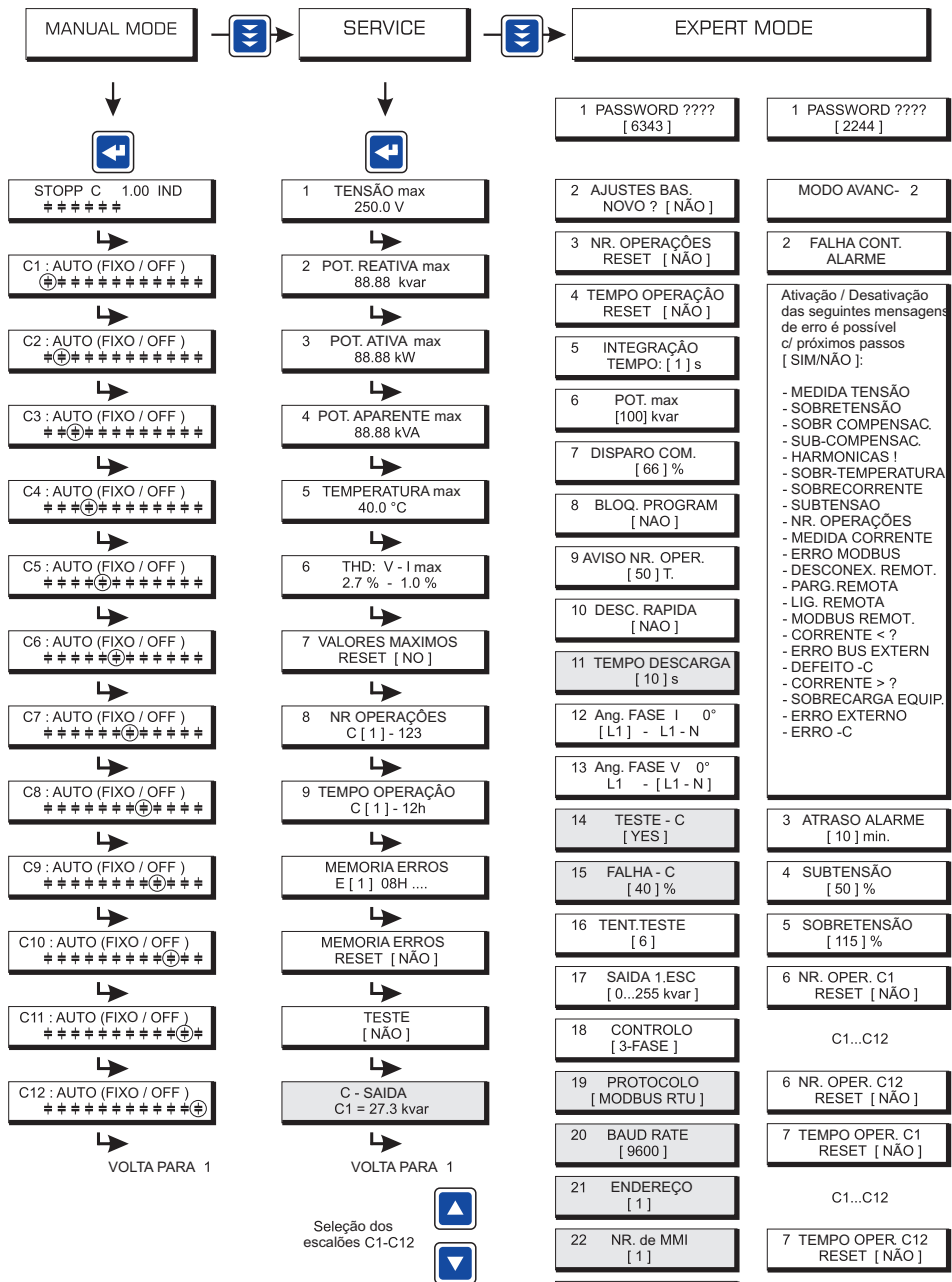 MANUAL MODE
SERVICE
EXPERT MODE
STOPP C 1.00 IND
C1 : AUTO (FIXO / OFF )
C2 : AUTO (FIXO / OFF )
C3 : AUTO (FIXO / OFF )
C4 : AUTO (FIXO / OFF )
C5 : AUTO (FIXO / OFF )
C6 : AUTO (FIXO / OFF )
C7 : AUTO (FIXO / OFF )
C8 : AUTO (FIXO / OFF )
C9 : AUTO (FIXO / OFF )
C10 : AUTO (FIXO / OFF )
C11 : AUTO (FIXO / OFF )
C12 : AUTO (FIXO / OFF )
VOLTA PARA 1
1 TENSÃO max
250.0 V
2 POT. REATIVA max
88.88 kvar
3 POT. ATIVA max
88.88 kW
4 POT. APARENTE max
88.88 kVA
5 TEMPERATURA max
40.0 °C
6 THD: V - I max
2.7 % - 1.0 %
7 VALORES MAXIMOS
RESET [ NO ]
8 NR OPERAÇÔES
C [ 1 ] - 123
9 TEMPO OPERAÇÂO
C [ 1 ] - 12h
MEMORIA ERROS
E [ 1 ] 08H ....
MEMORIA ERROS
RESET [ NÃO ]
TESTE
[ NÃO ]
C - SAIDA
C1 = 27.3 kvar
VOLTA PARA 1
Seleção dos
escalões C1-C12
1 PASSWORD ????
[ 6343 ]
2 AJUSTES BAS.
NOVO ? [ NÃO ]
3 NR. OPERAÇÔES
RESET [ NÃO ]
4 TEMPO OPERAÇÂO
RESET [ NÃO ]
5 INTEGRAÇÂO
TEMPO: [ 1 ] s
6 POT. max
[100] kvar
7 DISPARO COM.
[ 66 ] %
8 BLOQ. PROGRAM
[ NAO ]
9 AVISO NR. OPER.
[ 50 ] T.
10 DESC. RAPIDA
[ NAO ]
11 TEMPO DESCARGA
[ 10 ] s
12 Ang. FASE I 0°
[ L1 ] - L1 - N
13 Ang. FASE V 0°
L1 - [ L1 - N ]
14 TESTE - C
[ YES ]
15 FALHA - C
[ 40 ] %
16 TENT.TESTE
[ 6 ]
17 SAIDA 1.ESC
[ 0...255 kvar ]
18 CONTROLO
[ 3-FASE ]
19 PROTOCOLO
[ MODBUS RTU ]
20 BAUD RATE
[ 9600 ]
21 ENDEREÇO
[ 1 ]
22 NR. de MMI
[ 1 ]
1 PASSWORD ????
[ 2244 ]
MODO AVANC- 2
2 FALHA CONT.
ALARME
Ativação / Desativação
das seguintes mensagens
de erro é possível
c/ próximos passos
[ SIM/NÃO ]:
- MEDIDA TENSÃO
- SOBRETENSÃO
- SOBR COMPENSAC.
- SUB-COMPENSAC.
- HARMONICAS !
- SOBR-TEMPERATURA
- SOBRECORRENTE
- SUBTENSAO
- NR. OPERAÇÕES
- MEDIDA CORRENTE
- ERRO MODBUS
- DESCONEX. REMOT.
- PARG.REMOTA
- LIG. REMOTA
- MODBUS REMOT.
- CORRENTE < ?
- ERRO BUS EXTERN
- DEFEITO -C
- CORRENTE > ?
- SOBRECARGA EQUIP.
- ERRO EXTERNO
- ERRO -C
3 ATRASO ALARME
[ 10 ] min.
4 SUBTENSÃO
[ 50 ] %
5 SOBRETENSÃO
[ 115 ] %
6 NR. OPER. C1
RESET [ NÃO ]
C1...C12
6 NR. OPER. C12
RESET [ NÃO ]
7 TEMPO OPER. C1
RESET [ NÃO ]
C1...C12
7 TEMPO OPER. C12
RESET [ NÃO ]